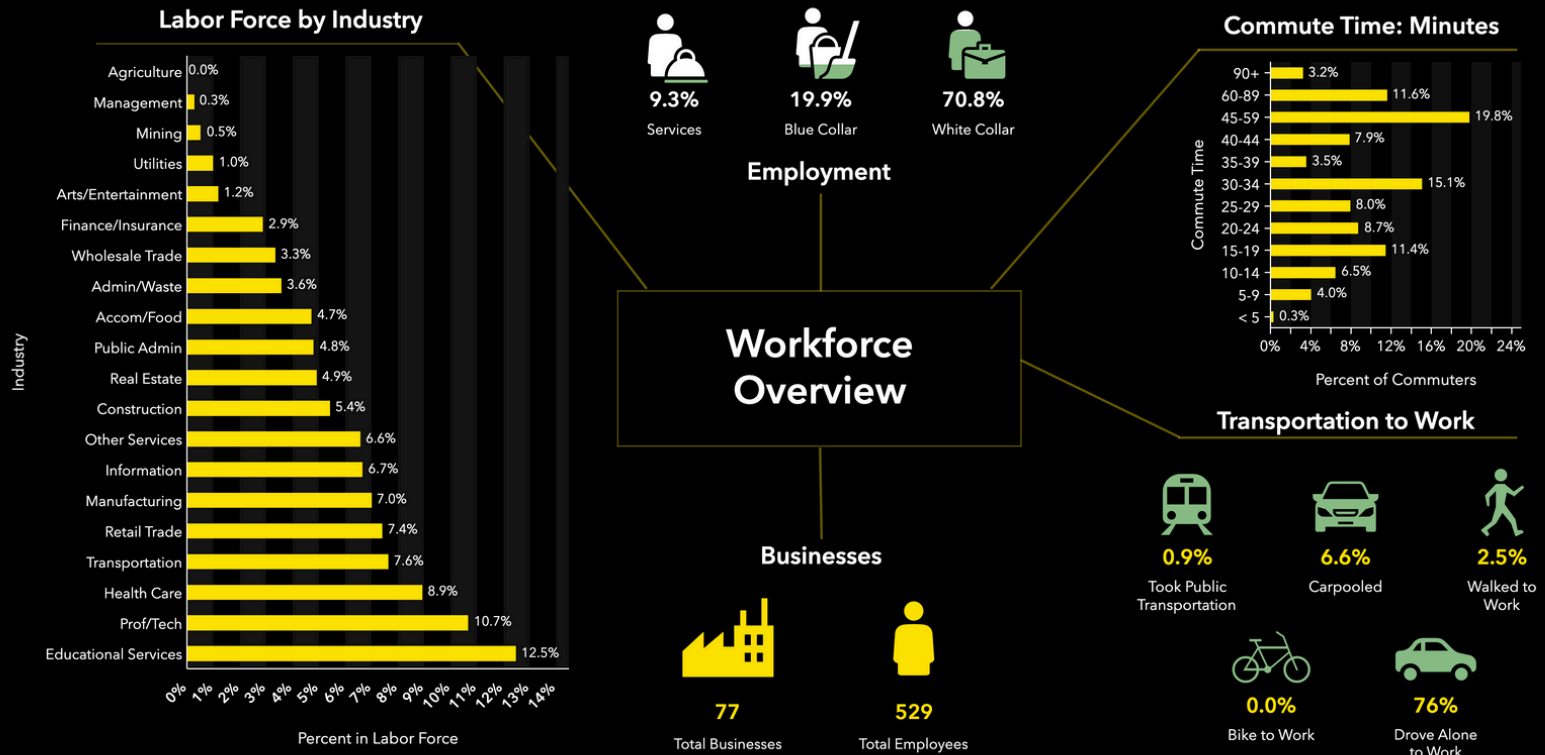 Labor Force by Industry
Industry
Agriculture 0.0%
Management 0.3%
Mining 0.5%
Utilities 1.0%
Arts/Entertainment 1.2%
Finance/Insurance 2.9%
Wholesale Trade 3.3%
Admin/Waste 3.6%
Accom/Food 4.7%
Public Admin 4.8%
Real Estate 4.9%
Construction 5.4%
Other Services 6.6%
Information 6.7%
Manufacturing 7.0%
Retail Trade 7.4%
Transportation 7.6%
Health Care 8.9%
Prof/Tech 10.7%
Educational Services 12.5%
0% 1% 2% 3% 4% 5% 6% 7% 8% 9% 10% 11% 12% 13% 14%
Percent in Labor Force
9.3% 19.9% 70.8%
Services Blue Collar White Collar
Employment
Workforce
Overview
Businesses
77 529
Total Businesses Total Employees
Commute Time: Minutes
Commute Time
90+ 3.2%
60-89 11.6%
45-59 19.8%
40-44 7.9%
35-39 3.5%
30-34 15.1%
25-29 8.0%
20-24 8.7%
15-19 11.4%
10-14 6.5%
5-9 4.0%
< 5 0.3%
0% 4% 8% 12% 16% 20% 24%
Percent of Commuters
Transportation to Work
0.9% 6.6% 2.5%
Took Public Carpooled Walked to
Transportation Work
0.0% 76%
Bike to Work Drove Alone
to Work